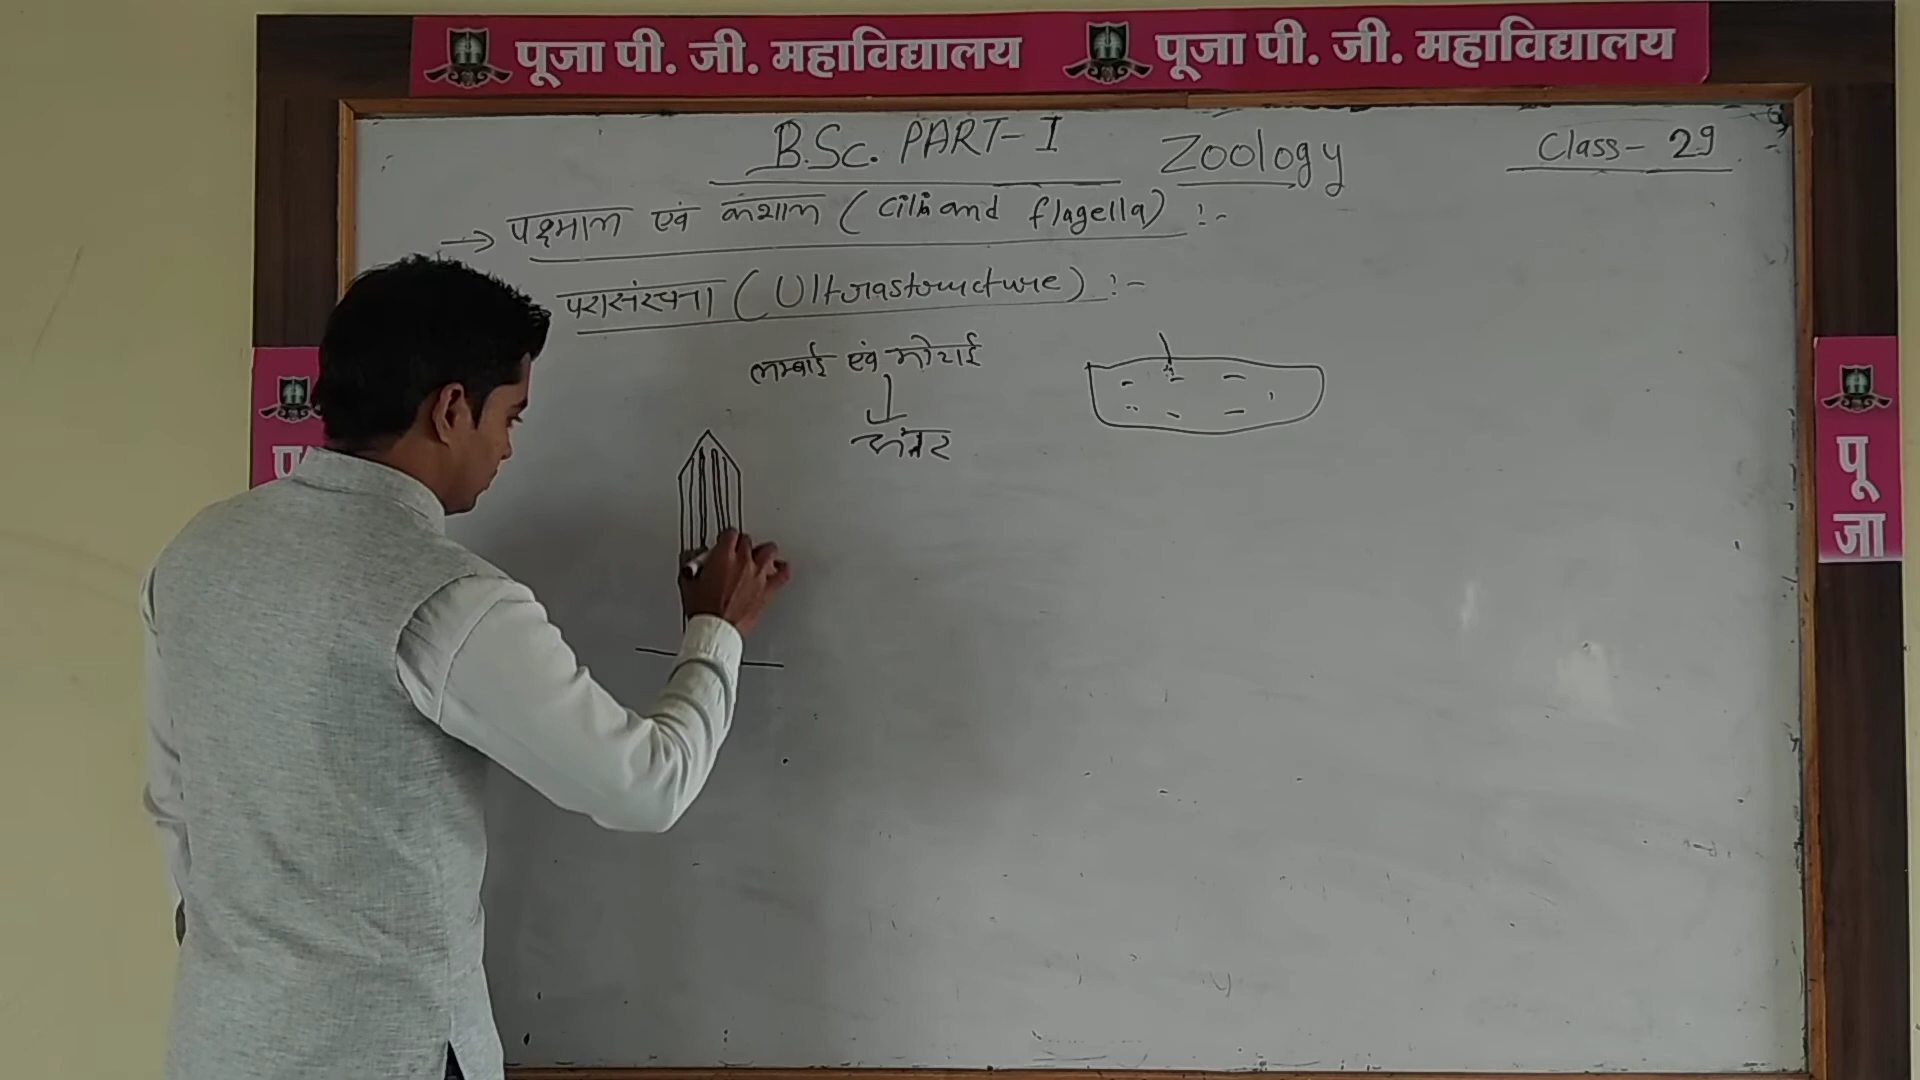 पूजा पी. जी. महाविद्यालय पूजा पी. जी. महाविद्यालय
B.Sc. PART-I Zoology Class- 29
→ पक्ष्माभ एवं कशाभ (Cilia and flagella) :-
परासंरचना (Ultrastructure) :-
लम्बाई एवं मोटाई
अंतर
पू
पू
जा